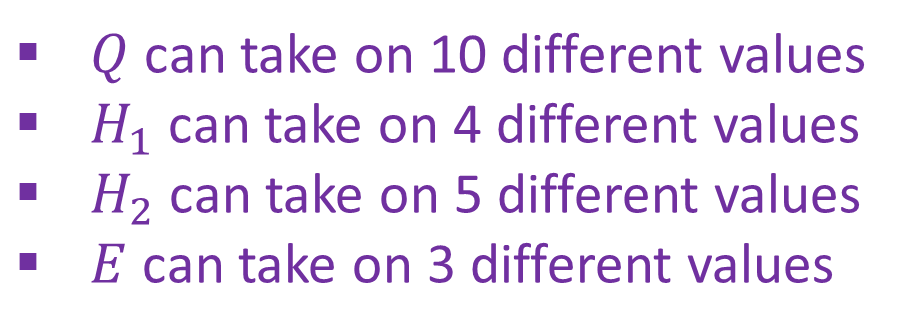 ▪ Q can take on 10 different values
▪ H₁ can take on 4 different values
▪ H₂ can take on 5 different values
▪ E can take on 3 different values